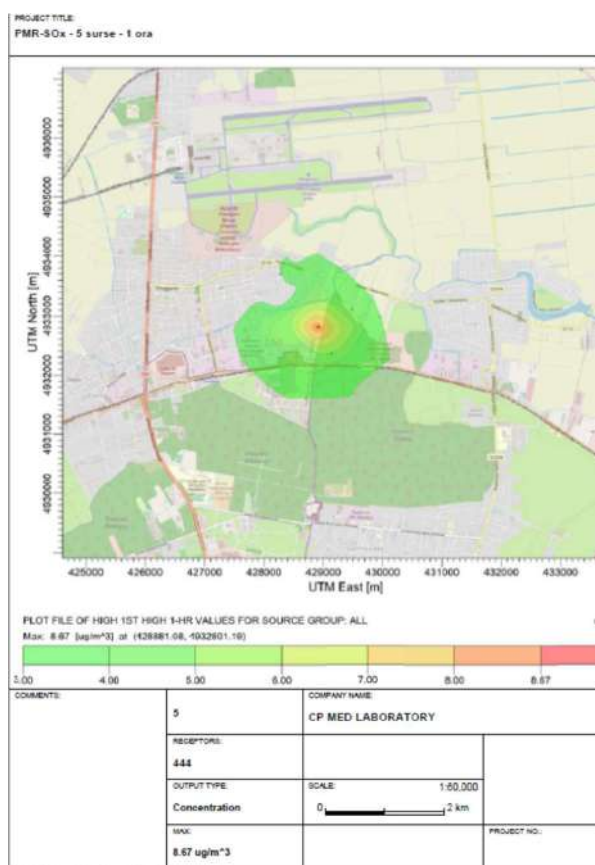 PROJECT TITLE:
PMR-SOx - 5 surse - 1 ora
UTM North [m]
4936000
4935000
4934000
4933000
4932000
4931000
4930000
425000 426000 427000 428000 429000 430000 431000 432000 433000
UTM East [m]
PLOT FILE OF HIGH 1ST HIGH 1-HR VALUES FOR SOURCE GROUP: ALL
Max: 8.67 [ug/m^3] at
3.00 4.00 5.00 6.00 7.00 8.00 8.67
COMMENTS:
5
COMPANY NAME:
CP MED LABORATORY
RECEPTORS:
444
OUTPUT TYPE:
Concentration
SCALE:
1:60,000
0 2 km
MAX:
8.67 ug/m^3
PROJECT NO.: